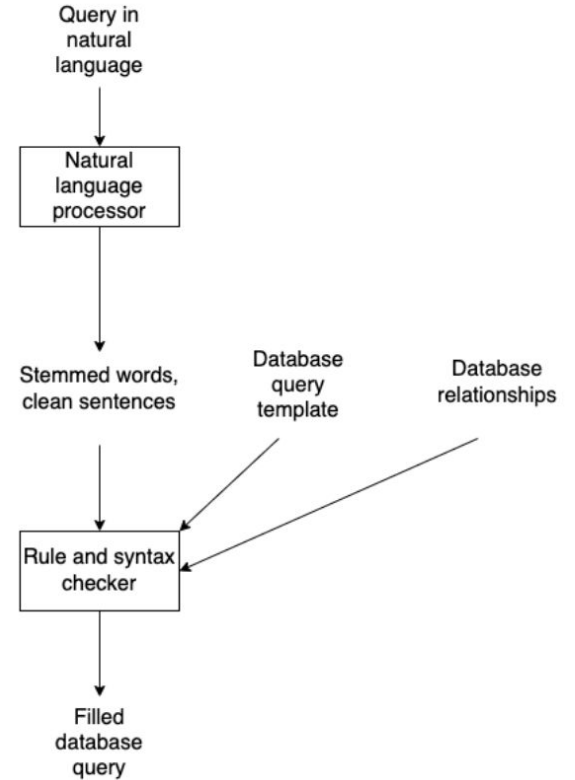 Query in
natural
language
Natural
language
processor
Stemmed words,
clean sentences
Database
query
template
Database
relationships
Rule and syntax
checker
Filled
database
query